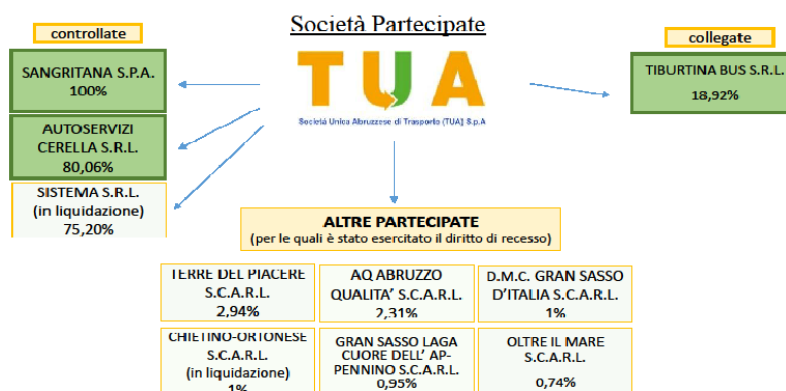 Società Partecipate
controllate
SANGRITANA S.P.A.
100%
AUTOSERVIZI
CERELLA S.R.L.
80,06%
SISTEMA S.R.L.
(in liquidazione)
75,20%
TUA
Società Unica Abruzzese di Trasporto (TUA) S.p.A
collegate
TIBURTINA BUS S.R.L.
18,92%
ALTRE PARTECIPATE
(per le quali è stato esercitato il diritto di recesso)
TERRE DEL PIACERE
S.C.A.R.L.
2,94%
AQ ABRUZZO
QUALITA' S.C.A.R.L.
2,31%
D.M.C. GRAN SASSO
D'ITALIA S.C.A.R.L.
1%
CHIETINO-ORTONESE
S.C.A.R.L.
(in liquidazione)
1%
GRAN SASSO LAGA
CUORE DELL' AP-
PENNINO S.C.A.R.L.
0,95%
OLTRE IL MARE
S.C.A.R.L.
0,74%